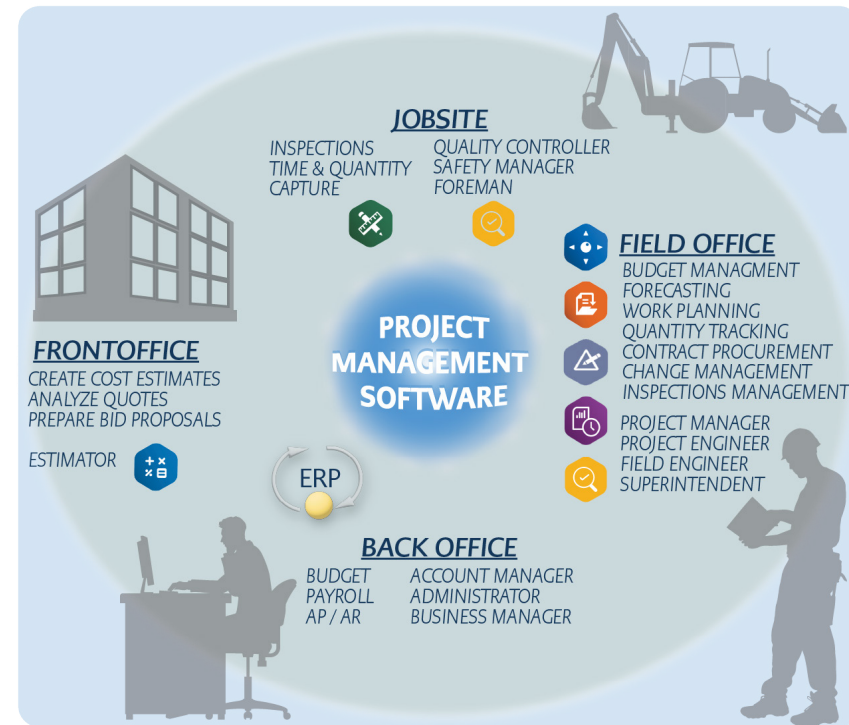 JOBSITE
INSPECTIONS
TIME & QUANTITY
CAPTURE
QUALITY CONTROLLER
SAFETY MANAGER
FOREMAN
FIELD OFFICE
BUDGET MANAGMENT
FORECASTING
WORK PLANNING
QUANTITY TRACKING
CONTRACT PROCUREMENT
CHANGE MANAGEMENT
INSPECTIONS MANAGEMENT
PROJECT MANAGER
PROJECT ENGINEER
FIELD ENGINEER
SUPERINTENDENT
PROJECT
MANAGEMENT
SOFTWARE
FRONTOFFICE
CREATE COST ESTIMATES
ANALYZE QUOTES
PREPARE BID PROPOSALS
ESTIMATOR
ERP
BACK OFFICE
BUDGET
PAYROLL
AP / AR
ACCOUNT MANAGER
ADMINISTRATOR
BUSINESS MANAGER